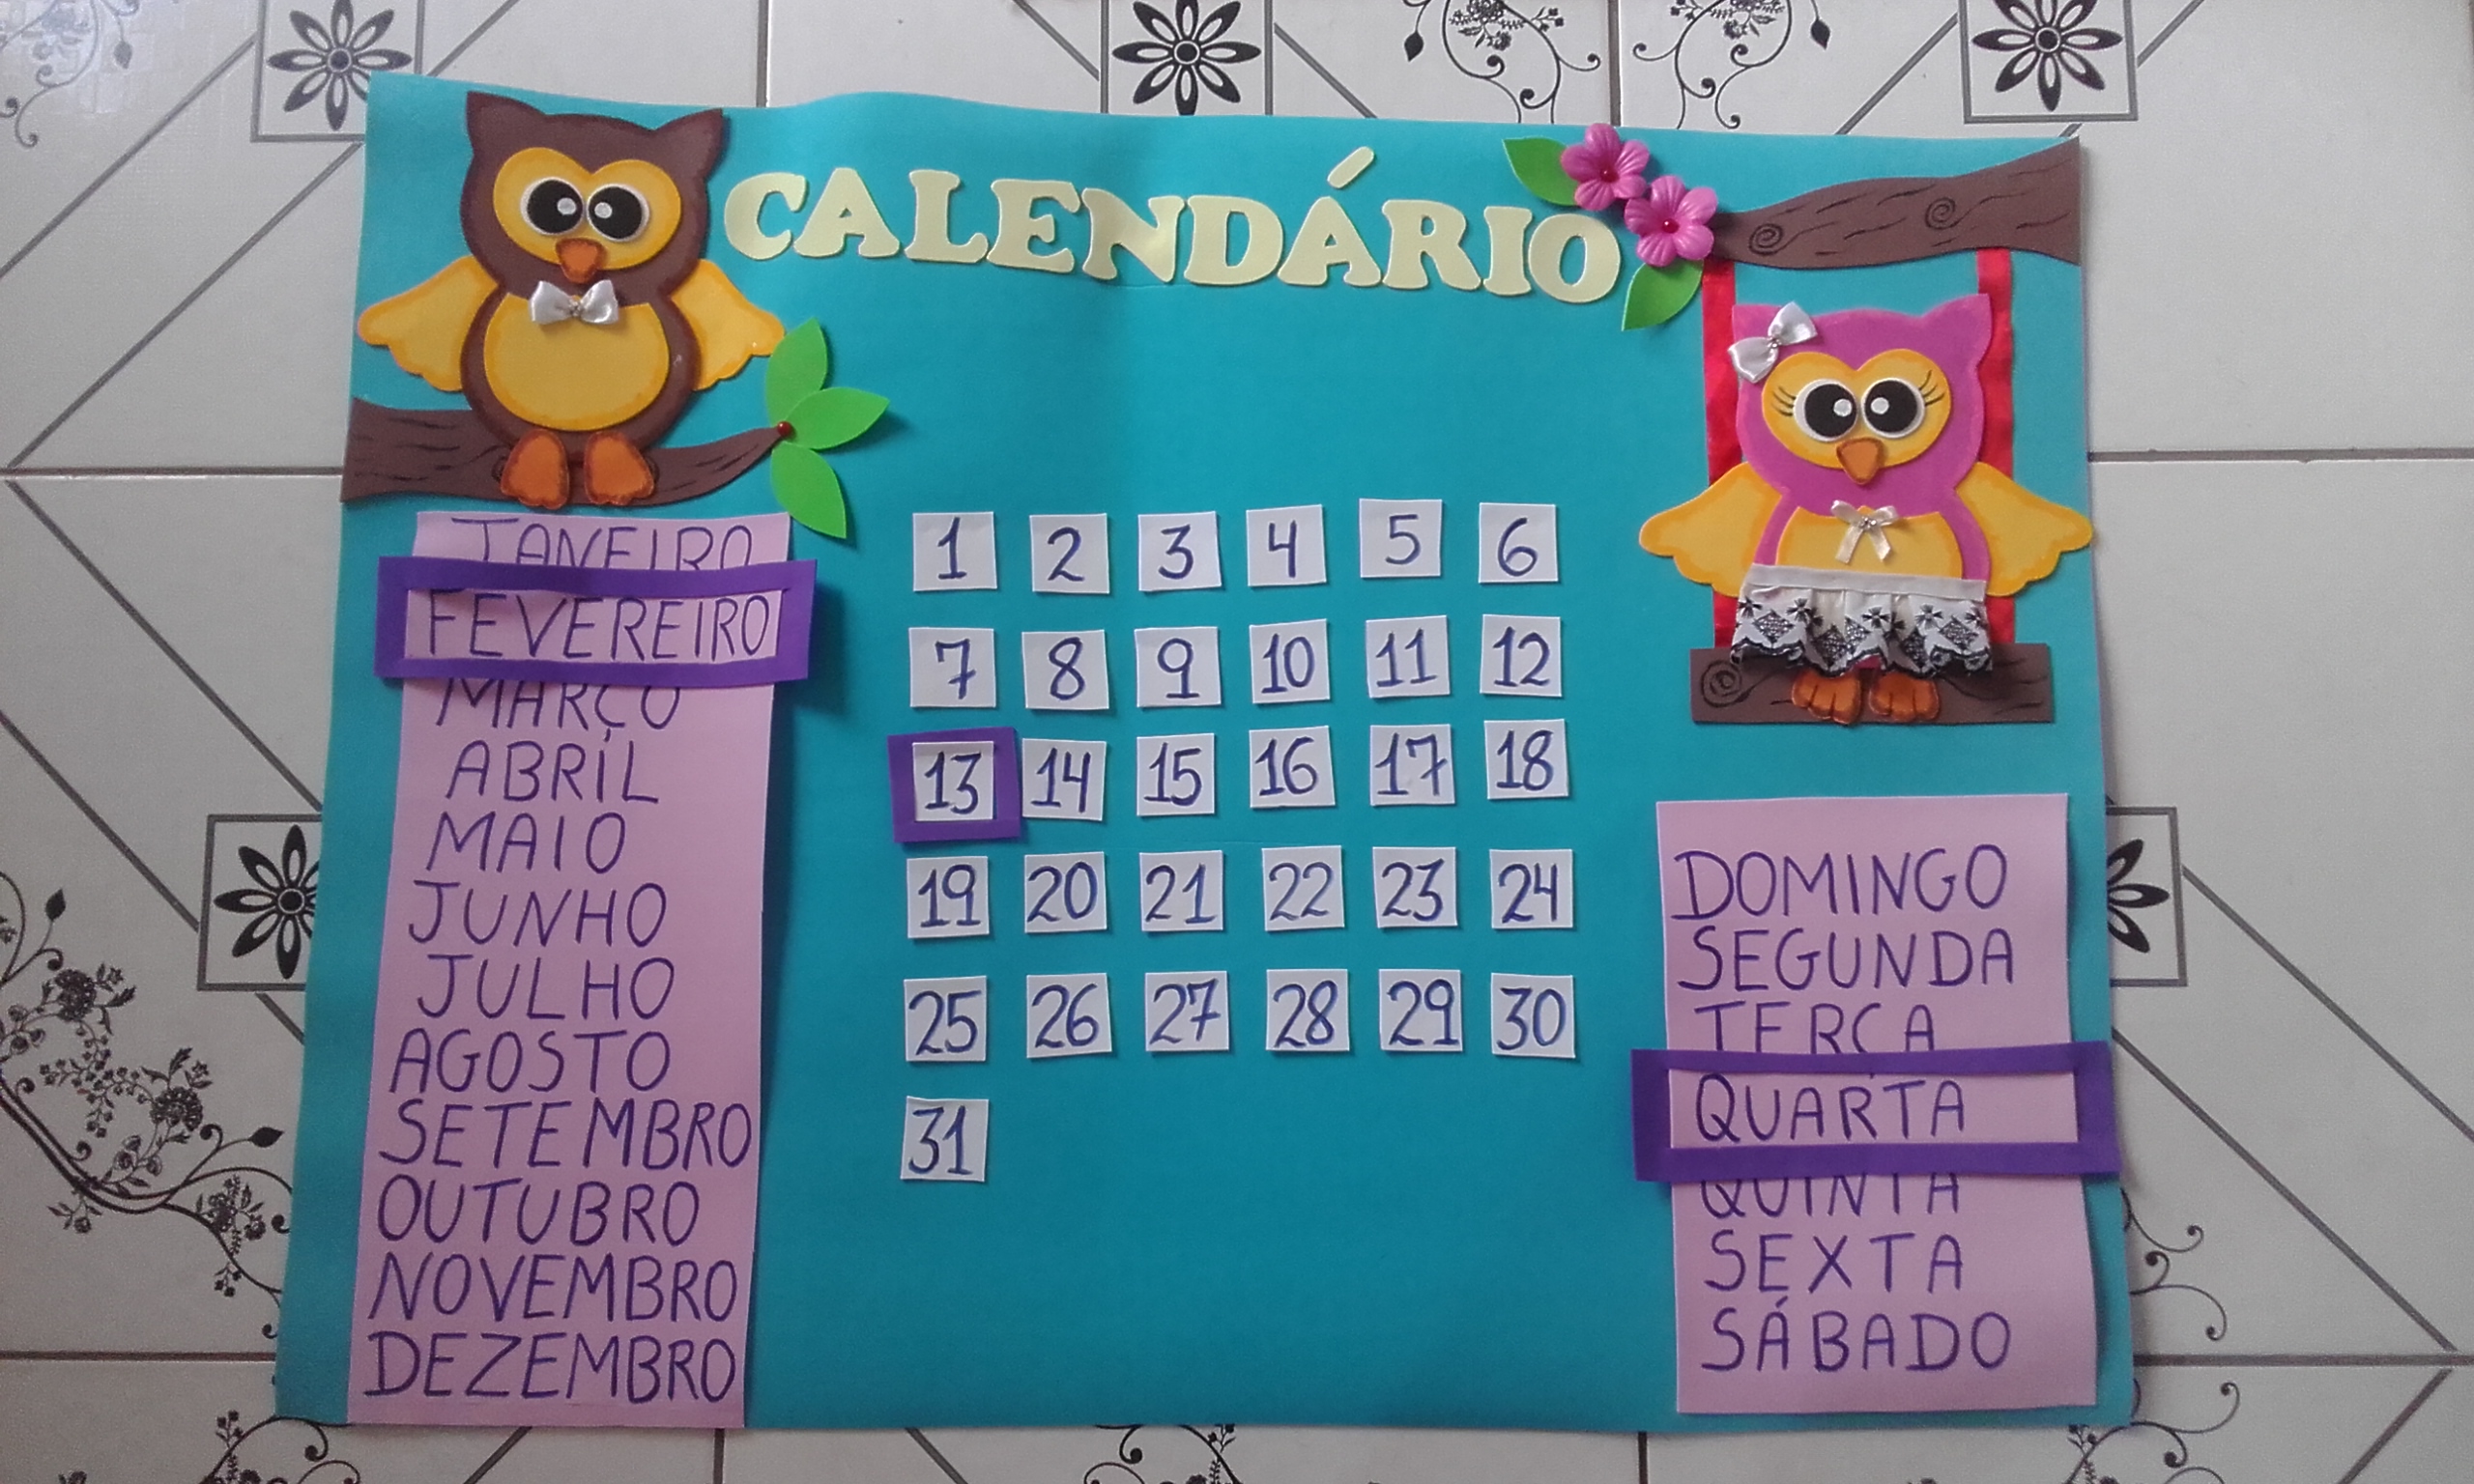 CALENDÁRIO
JANEIRO
FEVEREIRO
MARÇO
ABRIL
MAIO
JUNHO
JULHO
AGOSTO
SETEMBRO
OUTUBRO
NOVEMBRO
DEZEMBRO
1 2 3 4 5 6
7 8 9 10 11 12
13 14 15 16 17 18
19 20 21 22 23 24
25 26 27 28 29 30
31
DOMINGO
SEGUNDA
TERÇA
QUARTA
QUINTA
SEXTA
SÁBADO